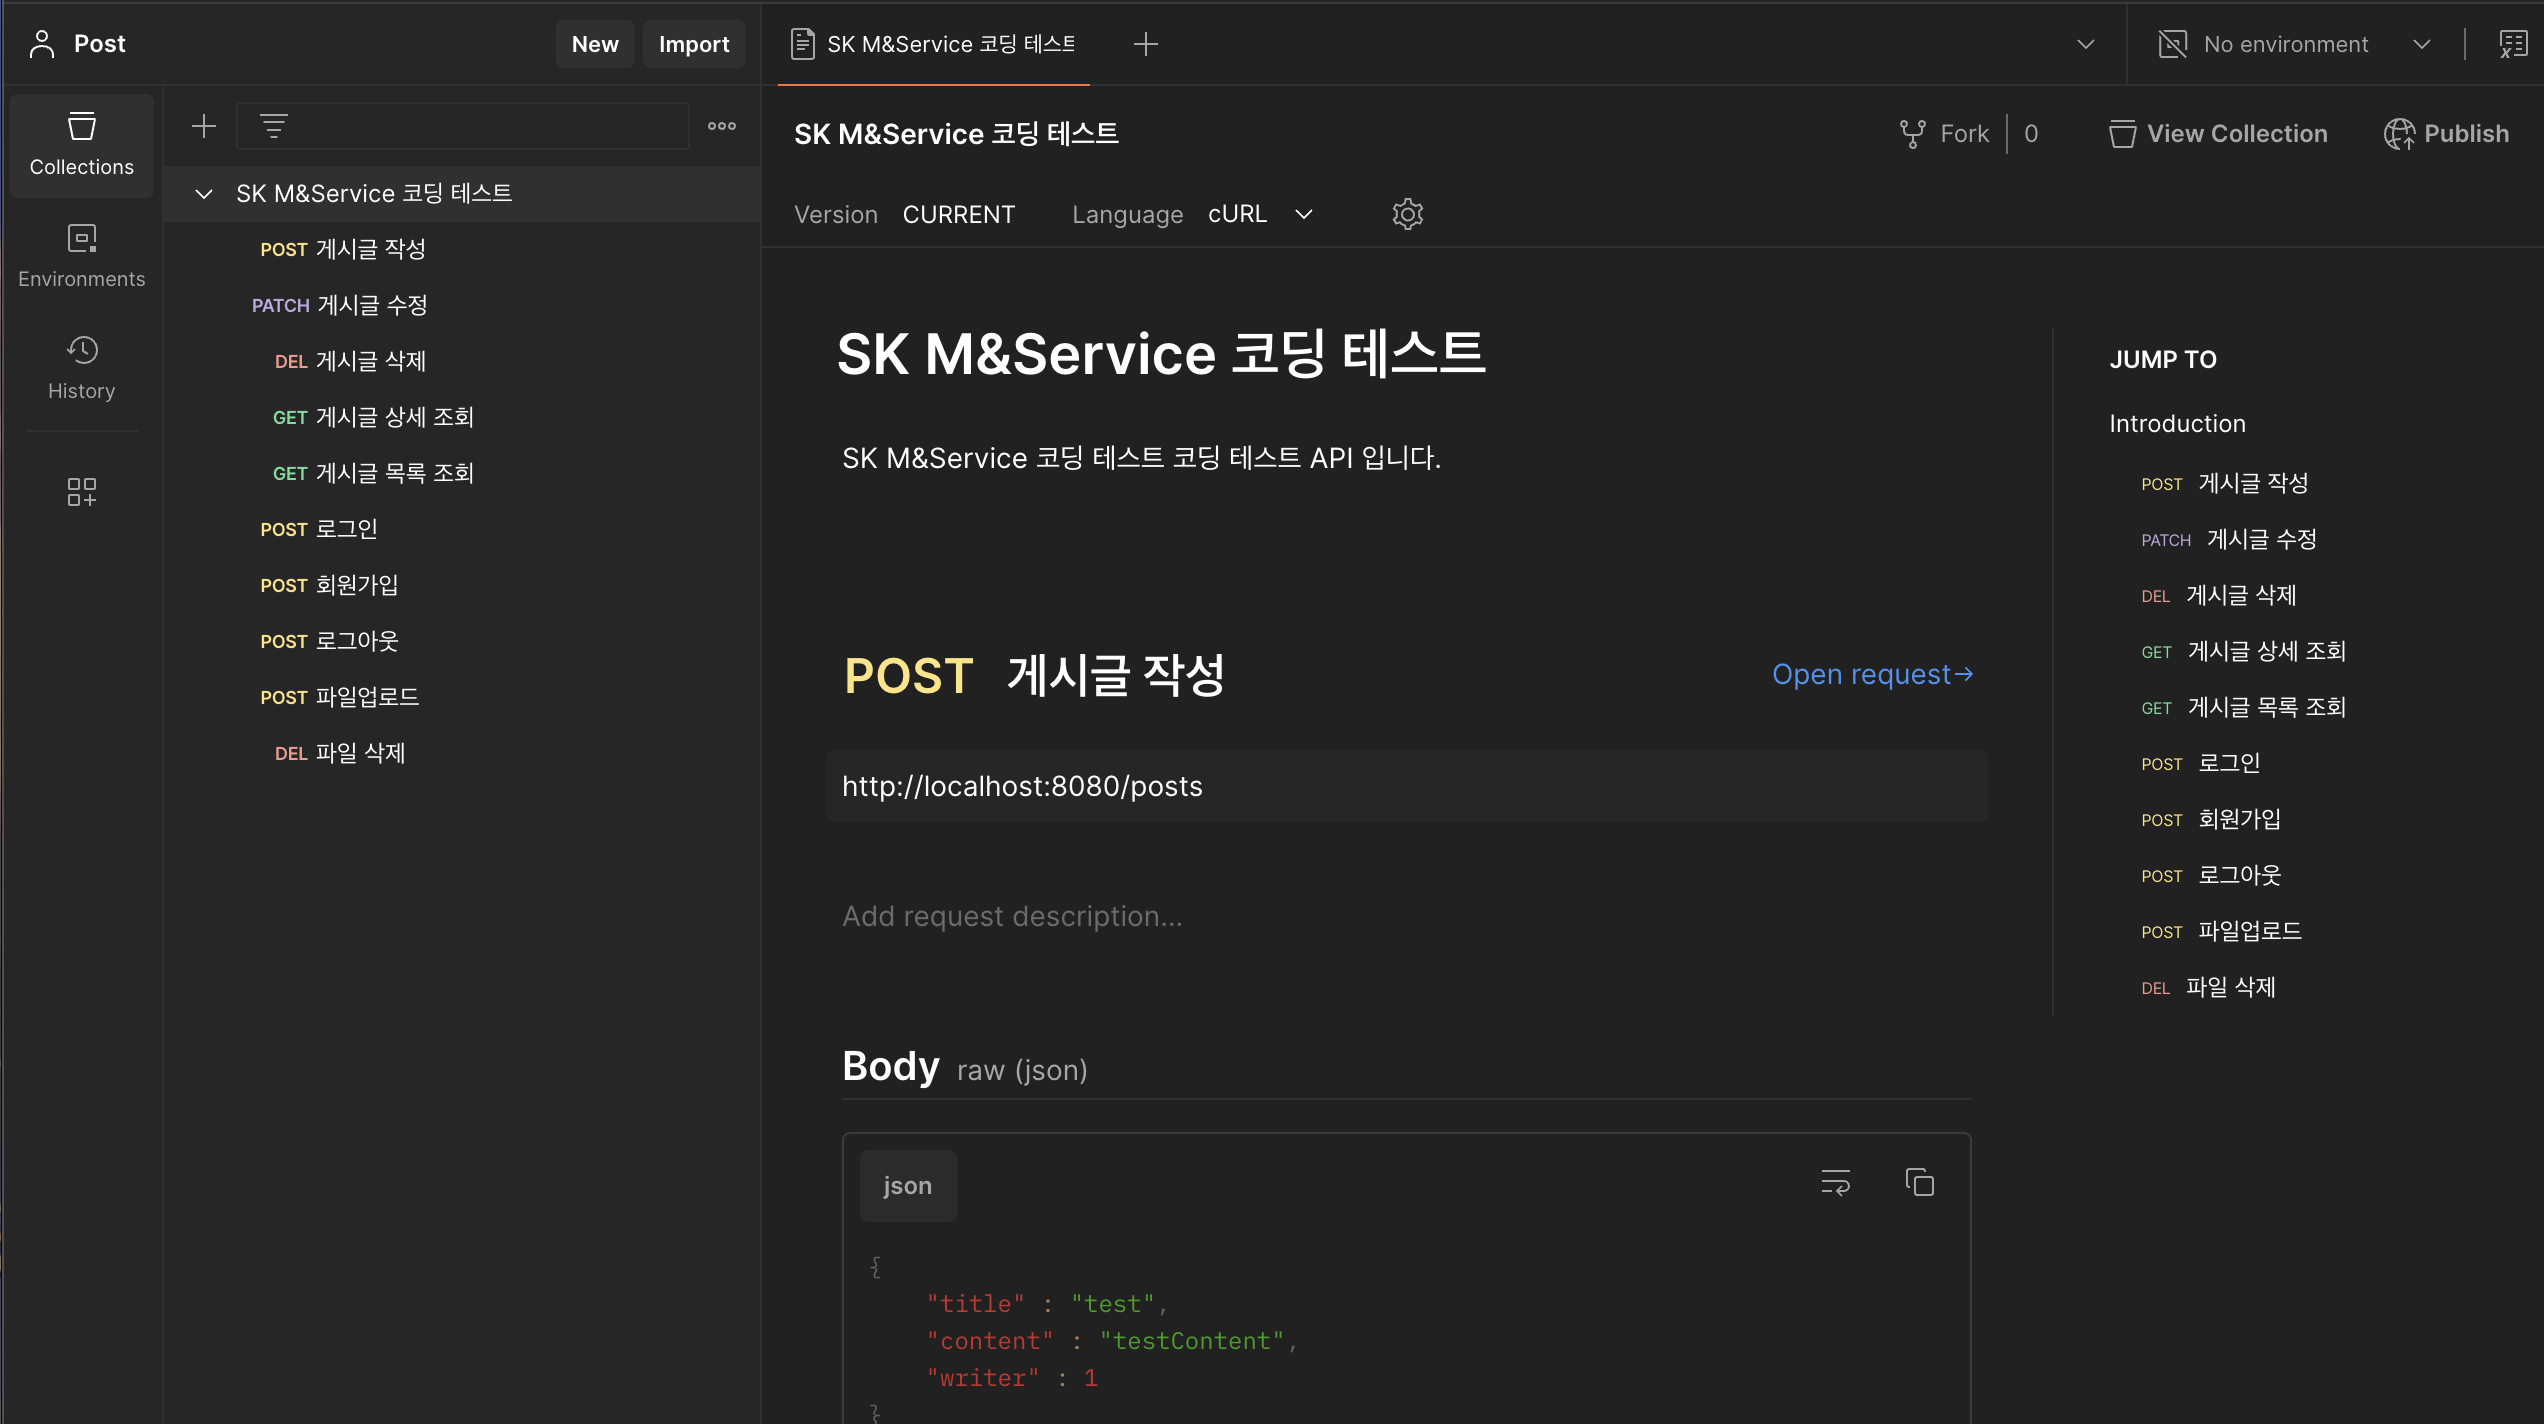 Post
New
Import
SK M&Service 코딩 테스트
No environment
Collections
Environments
History
SK M&Service 코딩 테스트
POST 게시글 작성
PATCH 게시글 수정
DEL 게시글 삭제
GET 게시글 상세 조회
GET 게시글 목록 조회
POST 로그인
POST 회원가입
POST 로그아웃
POST 파일업로드
DEL 파일 삭제
SK M&Service 코딩 테스트
Fork 0
View Collection
Publish
Version CURRENT Language cURL
SK M&Service 코딩 테스트
SK M&Service 코딩 테스트 코딩 테스트 API 입니다.
POST 게시글 작성
Open request→
http://localhost:8080/posts
Add request description...
Body raw (json)
json
{
"title" : "test",
"content" : "testContent",
"writer" : 1
}
JUMP TO
Introduction
POST 게시글 작성
PATCH 게시글 수정
DEL 게시글 삭제
GET 게시글 상세 조회
GET 게시글 목록 조회
POST 로그인
POST 회원가입
POST 로그아웃
POST 파일업로드
DEL 파일 삭제